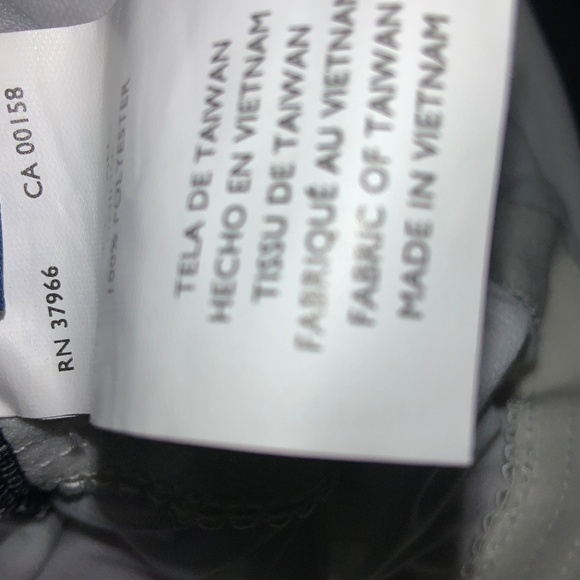 RN 37966 CA 00158
100% POLYESTER
TELA DE TAIWAN
HECHO EN VIETNAM
TISSU DE TAIWAN
FABRIQUÉ AU VIETNAM
FABRIC OF TAIWAN
MADE IN VIETNAM